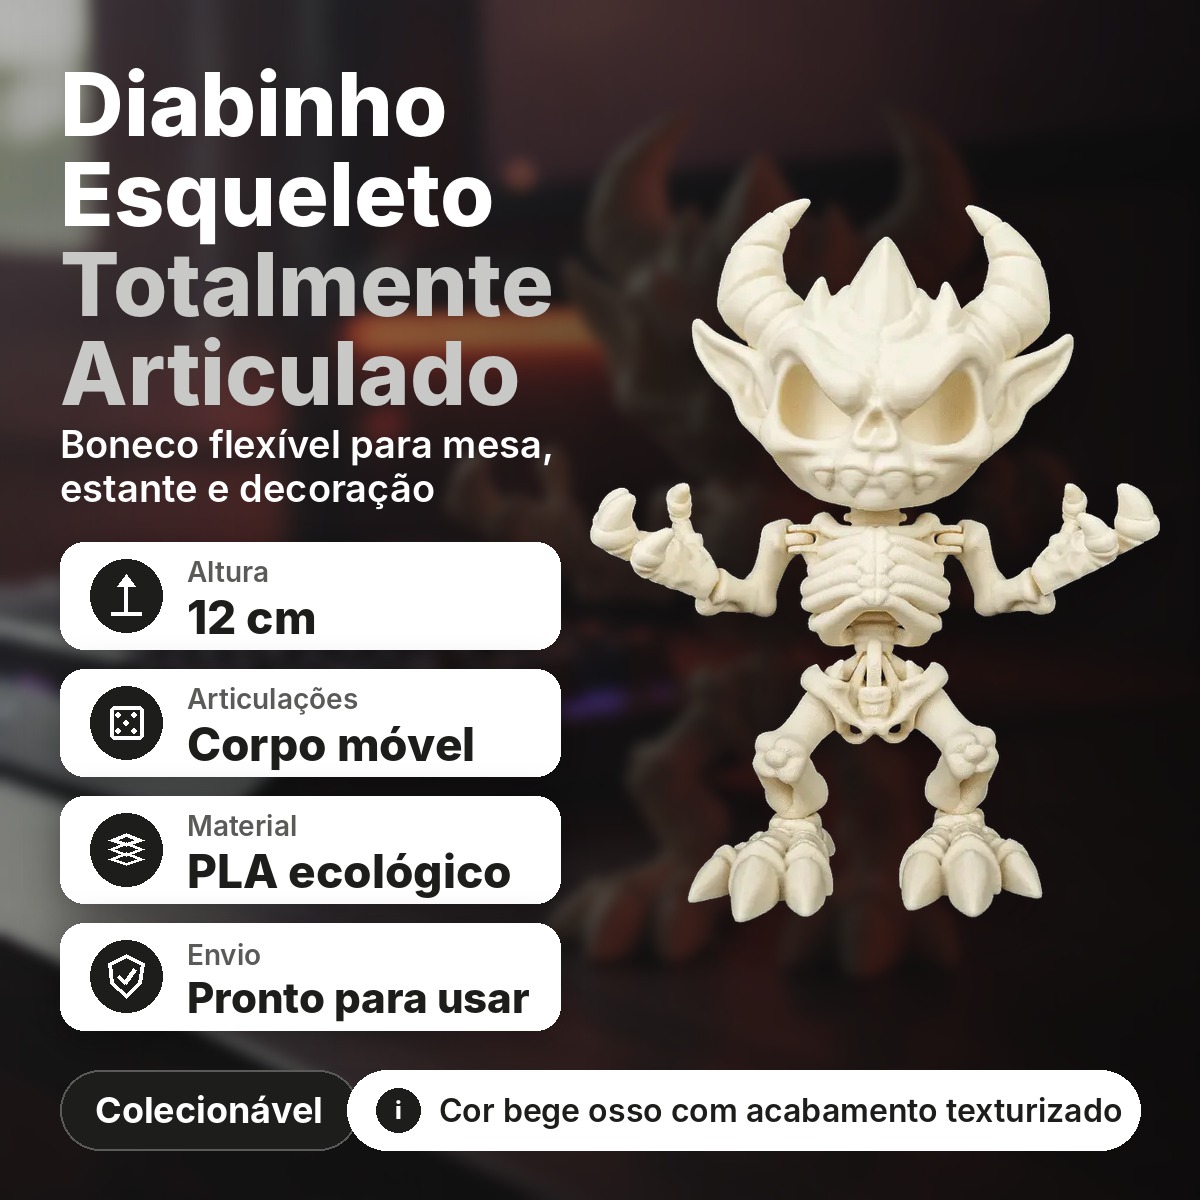 Diabinho
Esqueleto
Totalmente
Articulado
Boneco flexível para mesa,
estante e decoração
Altura
12 cm
Articulações
Corpo móvel
Material
PLA ecológico
Envio
Pronto para usar
Colecionável
i Cor bege osso com acabamento texturizado